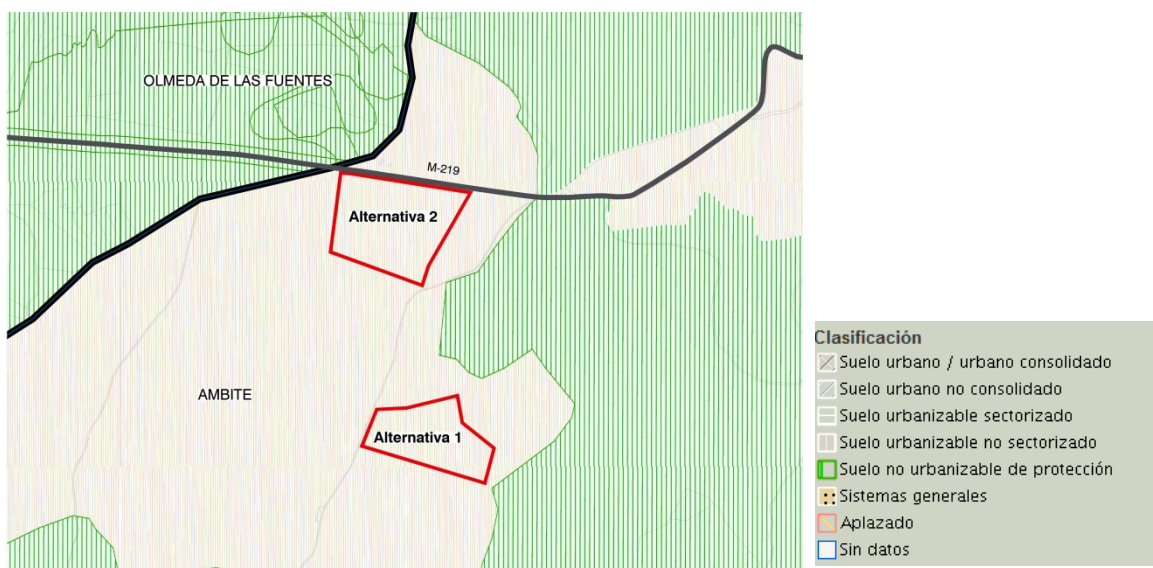 OLMEDA DE LAS FUENTES
M-219
Alternativa 2
AMBITE
Alternativa 1
Clasificación
Suelo urbano / urbano consolidado
Suelo urbano no consolidado
Suelo urbanizable sectorizado
Suelo urbanizable no sectorizado
Suelo no urbanizable de protección
Sistemas generales
Aplazado
Sin datos